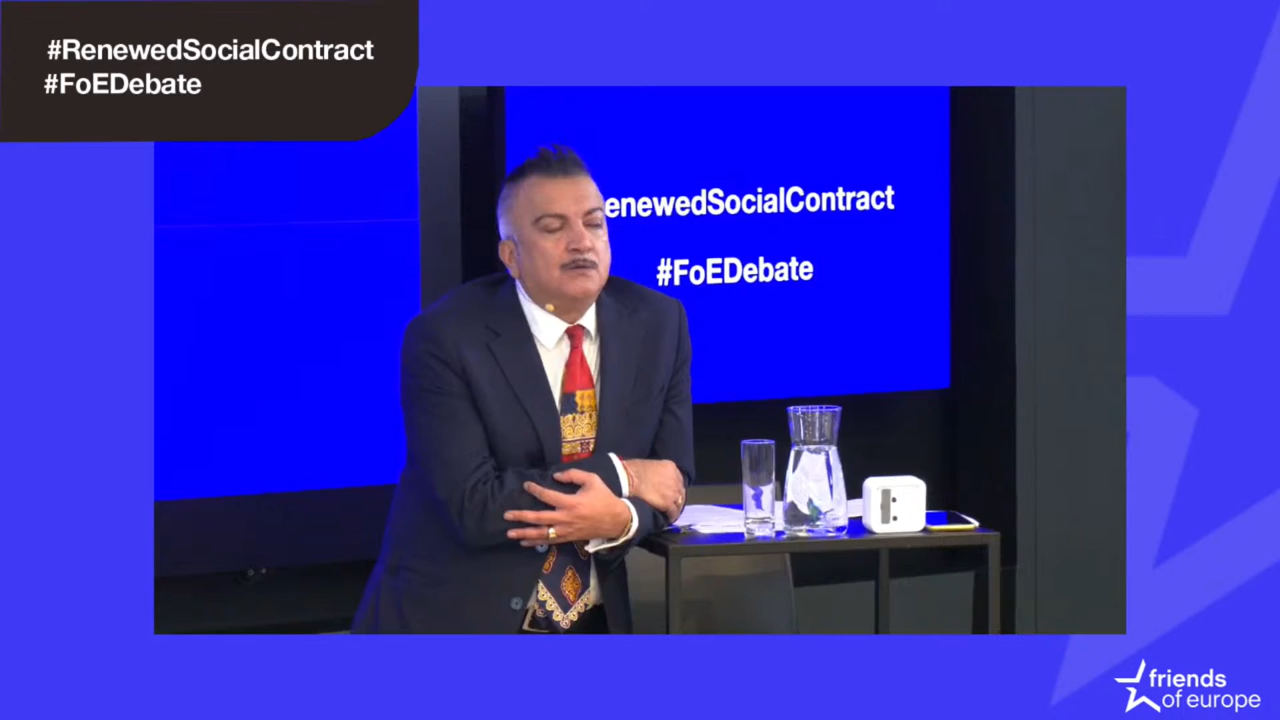 #RenewedSocialContract
#FoEDebate
enewedSocialContract
#FoEDebate
friends
of europe